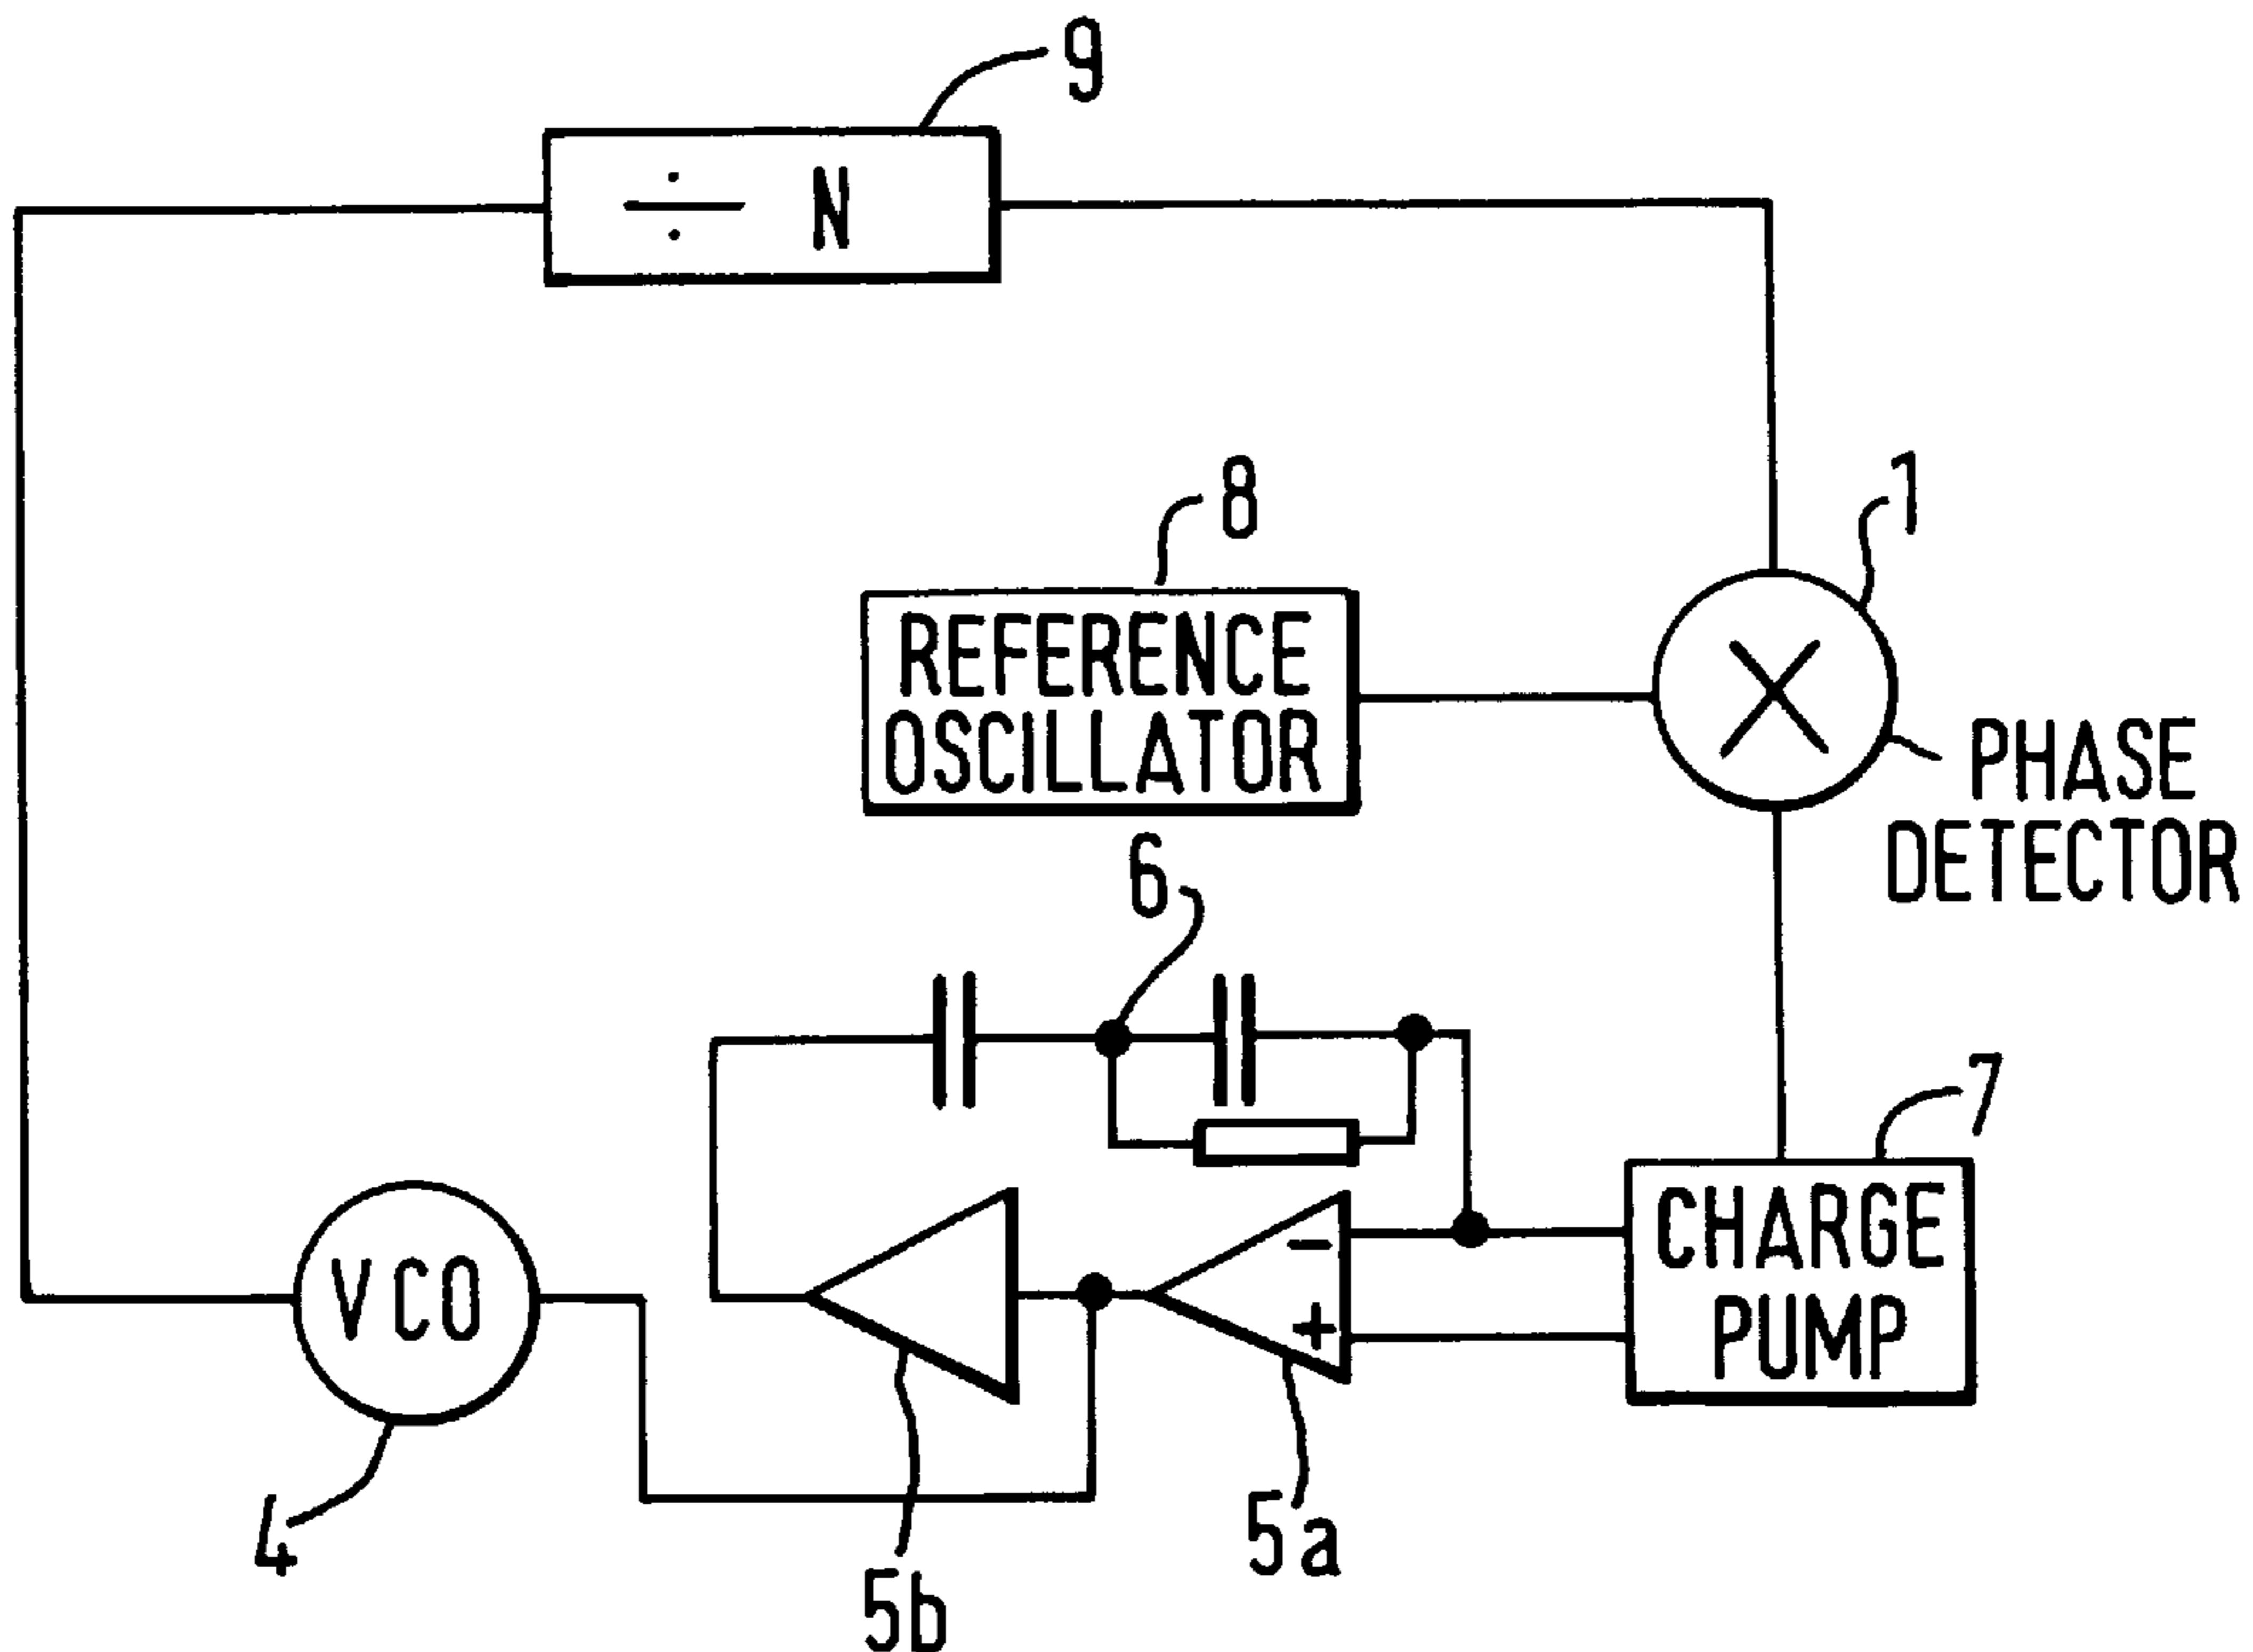 9
÷ N
8
1
REFERENCE
OSCILLATOR
PHASE
DETECTOR
6
7
CHARGE
PUMP
- 
+
VCO
4
5a
5b